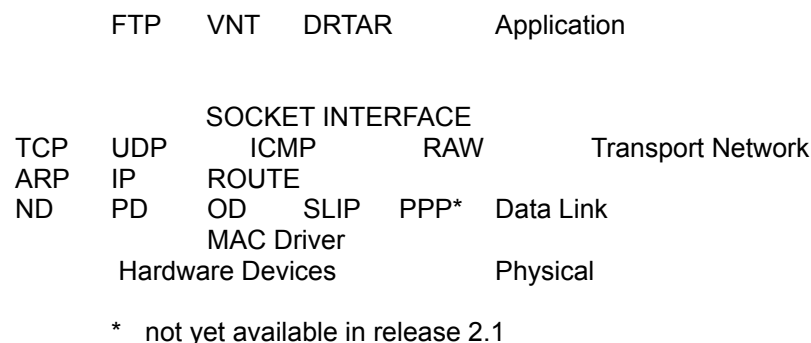 FTP VNT DRTAR Application
SOCKET INTERFACE
TCP UDP ICMP RAW Transport Network
ARP IP ROUTE
ND PD OD SLIP PPP* Data Link
MAC Driver
Hardware Devices Physical
* not yet available in release 2.1